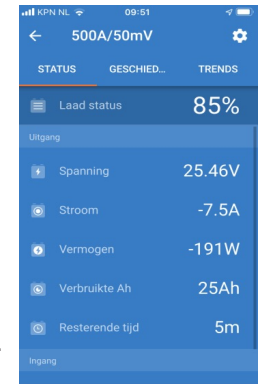 KPN NL 09:51
500A/50mV
STATUS GESCHIED... TRENDS
Laad status 85%
Uitgang
Spanning 25.46V
Stroom -7.5A
Vermogen -191W
Verbruikte Ah 25Ah
Resterende tijd 5m
Ingang